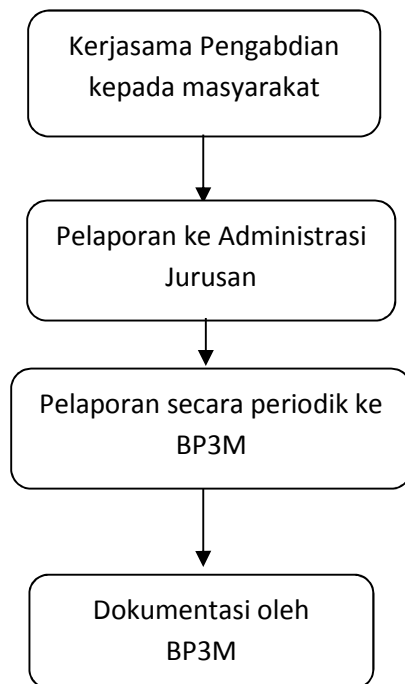 Kerjasama Pengabdian
kepada masyarakat
Pelaporan ke Administrasi
Jurusan
Pelaporan secara periodik ke
BP3M
Dokumentasi oleh
BP3M